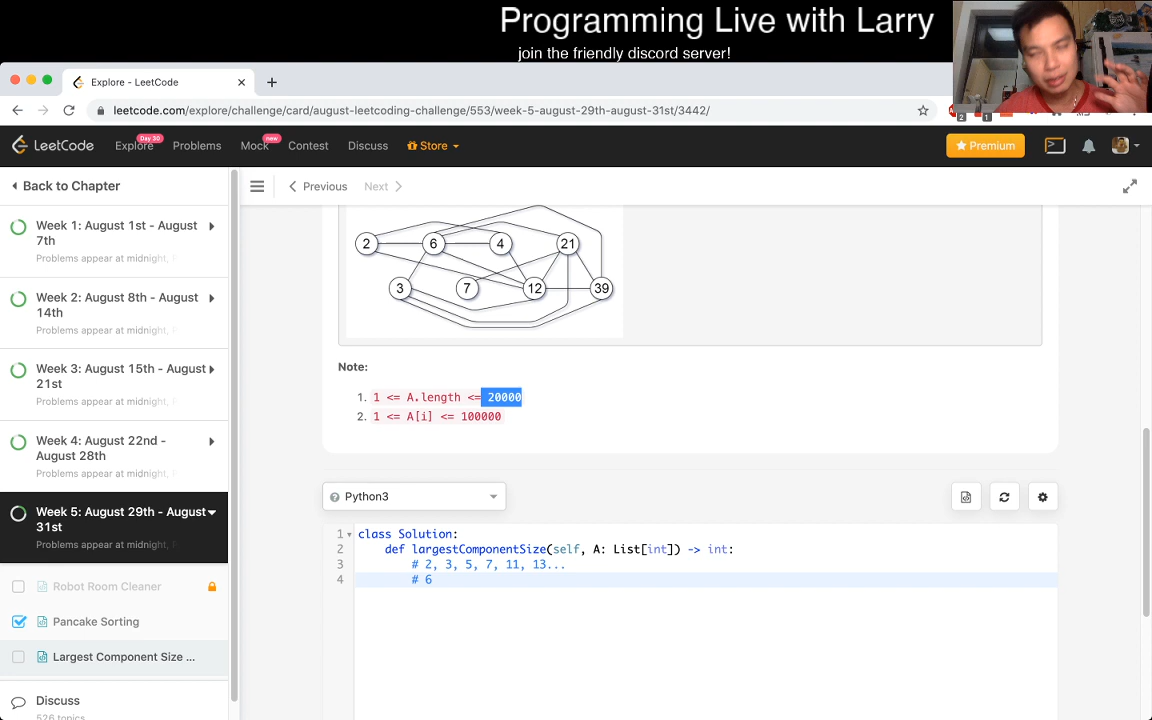 Programming Live with Larry
join the friendly discord server!
Explore - LeetCode
leetcode.com/explore/challenge/card/august-leetcoding-challenge/553/week-5-august-29th-august-31st/3442/
2
1
LeetCode
Explore
Day 30
Problems
Mock
new
Contest
Discuss
Store
Premium
Back to Chapter
Previous
Next
Week 1: August 1st - August
7th
Problems appear at midnight,
Week 2: August 8th - August
14th
Problems appear at midnight,
Week 3: August 15th - August
21st
Problems appear at midnight,
Week 4: August 22nd -
August 28th
Problems appear at midnight,
Week 5: August 29th - August
31st
Problems appear at midnight,
Robot Room Cleaner
Pancake Sorting
Largest Component Size ...
Discuss
526 topics
2 6 4 21
3 7 12 39
Note:
1. 1 <= A.length <= 20000
2. 1 <= A[i] <= 100000
Python3
1 class Solution:
2 def largestComponentSize(self, A: List[int]) -> int:
3 # 2, 3, 5, 7, 11, 13...
4 # 6